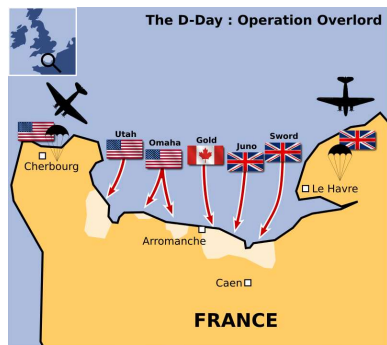 The D-Day : Operation Overlord
Utah
Omaha
Gold
Juno
Sword
Cherbourg
Le Havre
Arromanche
Caen
FRANCE